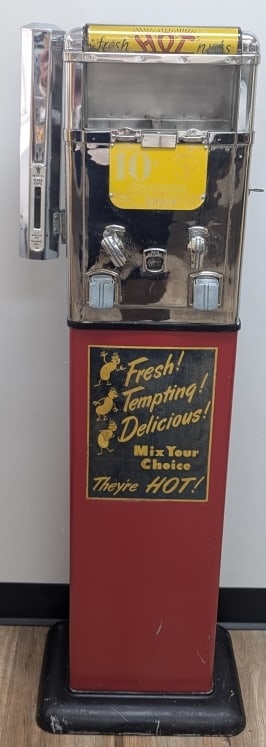 fresh HOT nuts
10
Fresh!
Tempting!
Delicious!
Mix Your
Choice
They're HOT!